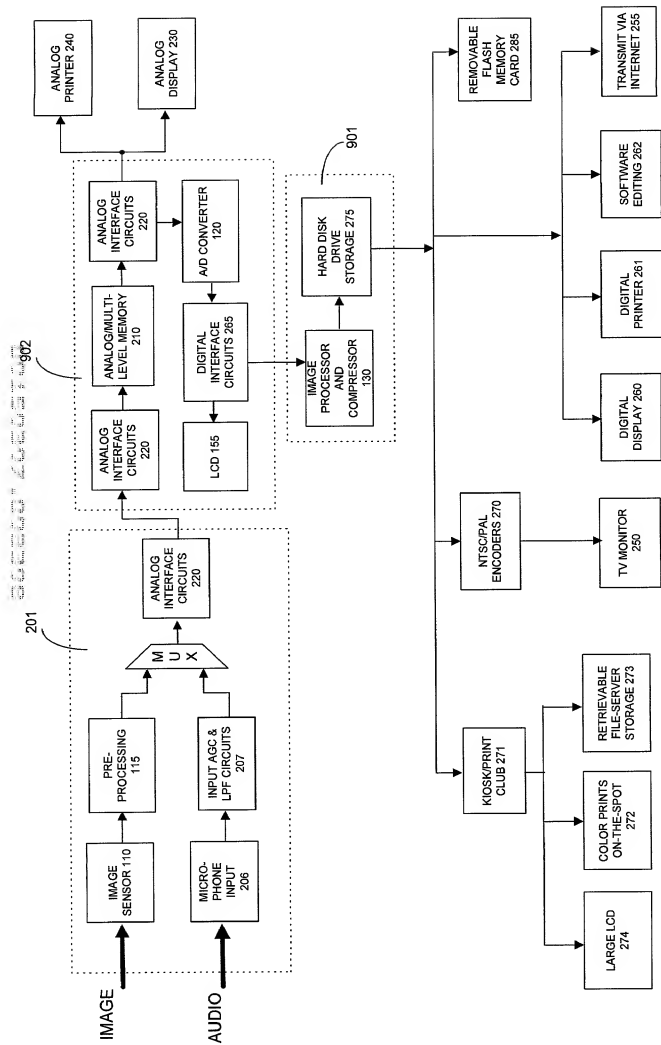 IMAGE
AUDIO
201
IMAGE
SENSOR 110
PRE-
PROCESSING
115
MICRO-
PHONE
INPUT
206
INPUT AGC &
LPF CIRCUITS
207
M
U
X
ANALOG
INTERFACE
CIRCUITS
220
902
ANALOG
INTERFACE
CIRCUITS
220
ANALOG/MULTI-
LEVEL MEMORY
210
ANALOG
INTERFACE
CIRCUITS
220
A/D CONVERTER
120
DIGITAL
INTERFACE
CIRCUITS 265
LCD 155
ANALOG
PRINTER 240
ANALOG
DISPLAY 230
901
IMAGE
PROCESSOR
AND
COMPRESSOR
130
HARD DISK
DRIVE
STORAGE 275
REMOVABLE
FLASH
MEMORY
CARD 285
NTSC/PAL
ENCODERS 270
TV MONITOR
250
KIOSK/PRINT
CLUB 271
LARGE LCD
274
COLOR PRINTS
ON-THE-SPOT
272
RETRIEVABLE
FILE-SERVER
STORAGE 273
DIGITAL
DISPLAY 260
DIGITAL
PRINTER 261
SOFTWARE
EDITING 262
TRANSMIT VIA
INTERNET 255